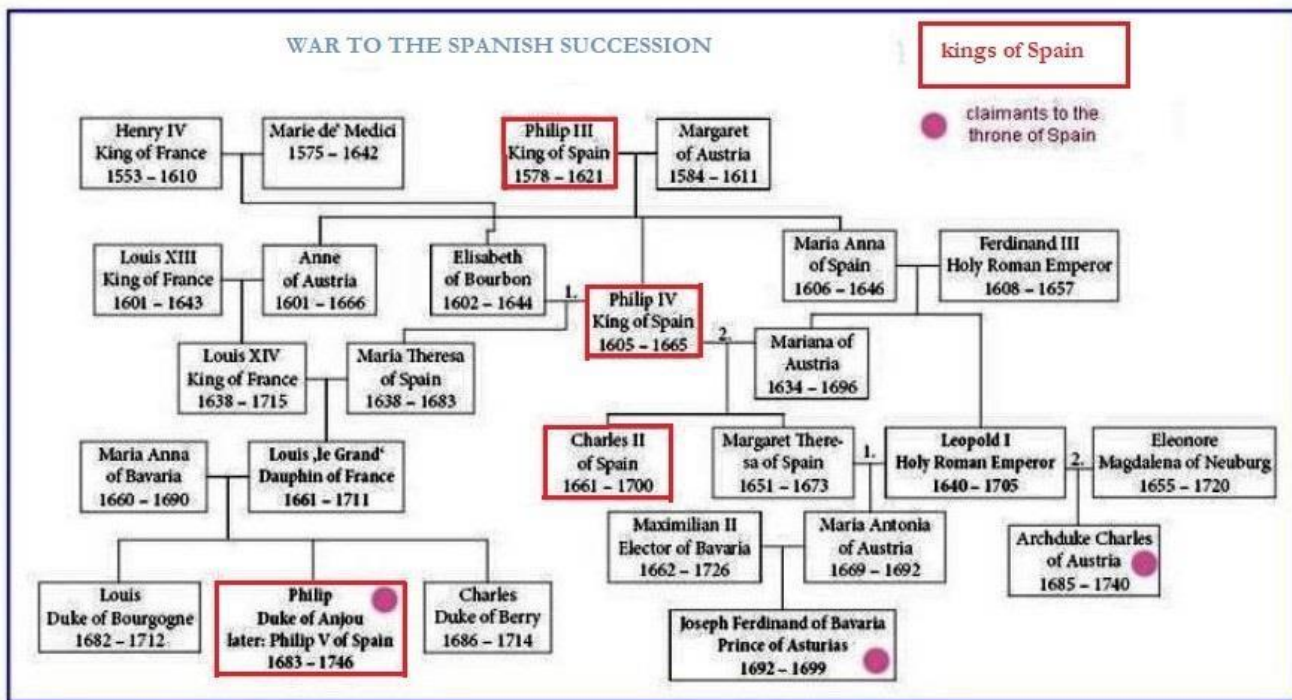 WAR TO THE SPANISH SUCCESSION
kings of Spain
claimants to the
throne of Spain
Henry IV
King of France
1553 – 1610
Marie de' Medici
1575 – 1642
Philip III
King of Spain
1578 – 1621
Margaret
of Austria
1584 – 1611
Louis XIII
King of France
1601 – 1643
Anne
of Austria
1601 – 1666
Elisabeth
of Bourbon
1602 – 1644
1.
Philip IV
King of Spain
1605 – 1665
2.
Maria Anna
of Spain
1606 – 1646
Ferdinand III
Holy Roman Emperor
1608 – 1657
Louis XIV
King of France
1638 – 1715
Maria Theresa
of Spain
1638 – 1683
Mariana of
Austria
1634 – 1696
Maria Anna
of Bavaria
1660 – 1690
Louis ‚le Grand‘
Dauphin of France
1661 – 1711
Charles II
of Spain
1661 – 1700
Margaret There-
sa of Spain
1651 – 1673
1.
Leopold I
Holy Roman Emperor
1640 – 1705
2.
Eleonore
Magdalena of Neuburg
1655 – 1720
Maximilian II
Elector of Bavaria
1662 – 1726
Maria Antonia
of Austria
1669 – 1692
Archduke Charles
of Austria
1685 – 1740
Louis
Duke of Bourgogne
1682 – 1712
Philip
Duke of Anjou
later: Philip V of Spain
1683 – 1746
Charles
Duke of Berry
1686 – 1714
Joseph Ferdinand of Bavaria
Prince of Asturias
1692 – 1699